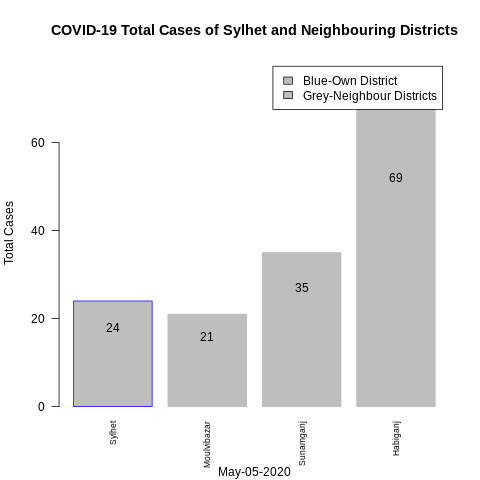 COVID-19 Total Cases of Sylhet and Neighbouring Districts
Blue-Own District
Grey-Neighbour Districts
Total Cases
60
40
20
0
69
35
24
21
Sylhet
Moulvibazar
Sunamganj
Habiganj
May-05-2020